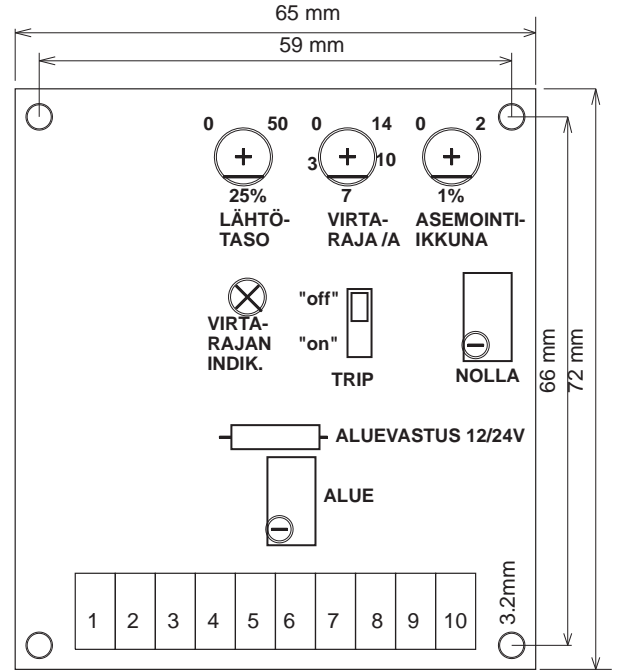 65 mm
59 mm
0 50 0 14 0 2
3 10
25% 7 1%
LÄHTÖ-
TASO
VIRTA-
RAJA /A
ASEMOINTI-
IKKUNA
"off"
"on"
TRIP
VIRTA-
RAJAN
INDIK.
NOLLA
66 mm
72 mm
ALUEVASTUS 12/24V
ALUE
1 2 3 4 5 6 7 8 9 10
3.2mm